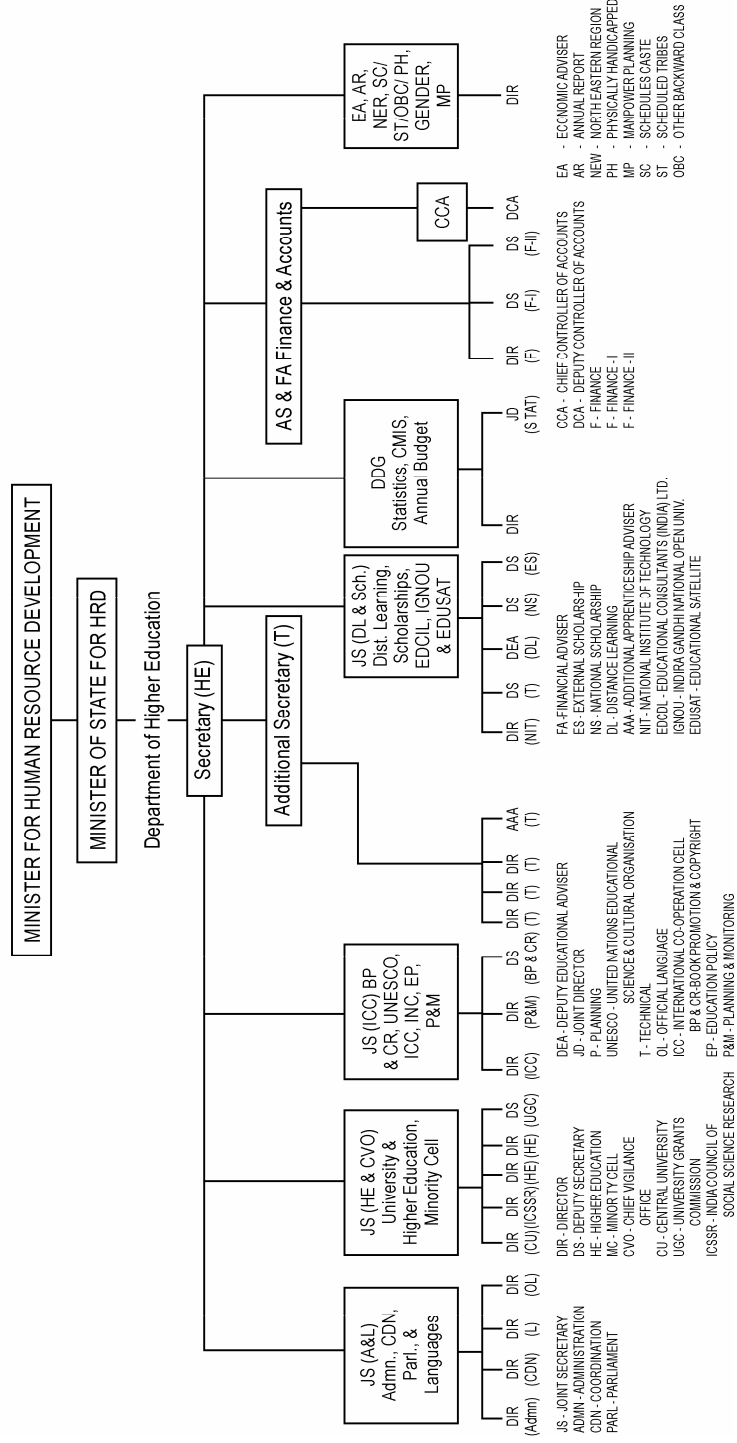 MINISTER FOR HUMAN RESOURCE DEVELOPMENT
MINISTER OF STATE FOR HRD
Department of Higher Education
Secretary (HE)
Additional Secretary (T)
AS & FA Finance & Accounts
JS (A&L)
Admn., CDN,
Parl., &
Languages
JS (HE & CVO)
University &
Higher Education,
Minority Cell
JS (ICC) BP
& CR, UNESCO,
ICC, INC, EP,
P&M
JS (DL & Sch.)
Dist. Learning,
Scholarships,
EDCIL, IGNOU
& EDUSAT
DDG
Statistics, CMIS,
Annual Budget
CCA
EA, AR,
NER, SC/
ST/OBC/ PH,
GENDER,
MP
DIR
(Admn)
DIR
(CDN)
DIR
(L)
DIR
(OL)
DIR
(CU)
DIR
(ICSSR)
DIR
(HE)
DIR
(HE)
DS
(UGC)
DIR
(ICC)
DIR
(P&M)
DS
(BP & CR)
DIR
(T)
DIR
(T)
DIR
(T)
AAA
(T)
DIR
(NIT)
DS
(T)
DEA
(DL)
DS
(NS)
DS
(ES)
DIR
JD
(STAT)
DIR
(F)
DS
(F-I)
DS
(F-II)
DCA
DIR
JS - JOINT SECRETARY
ADMN - ADMINISTRATION
CDN - COORDINATION
PARL - PARLIAMENT
DIR - DIRECTOR
DS - DEPUTY SECRETARY
HE - HIGHER EDUCATION
MC - MINORITY CELL
CVO - CHIEF VIGILANCE
OFFICE
CU - CENTRAL UNIVERSITY
UGC - UNIVERSITY GRANTS
COMMISSION
ICSSR - INDIA COUNCIL OF
SOCIAL SCIENCE RESEARCH
DEA - DEPUTY EDUCATIONAL ADVISER
JD - JOINT DIRECTOR
P - PLANNING
UNESCO - UNITED NATIONS EDUCATIONAL
SCIENCE & CULTURAL ORGANISATION
T - TECHNICAL
OL - OFFICIAL LANGUAGE
ICC - INTERNATIONAL CO-OPERATION CELL
BP & CR-BOOK PROMOTION & COPYRIGHT
EP - EDUCATION POLICY
P&M - PLANNING & MONITORING
FA-FINANCIAL ADVISER
ES - EXTERNAL SCHOLARSHIP
NS - NATIONAL SCHOLARSHIP
DL - DISTANCE LEARNING
AAA - ADDITIONAL APPRENTICESHIP ADVISER
NIT - NATIONAL INSTITUTE OF TECHNOLOGY
EDCDL - EDUCATIONAL CONSULTANTS (INDIA) LTD.
IGNOU - INDIRA GANDHI NATIONAL OPEN UNIV.
EDUSAT - EDUCATIONAL SATELLITE
CCA - CHIEF CONTROLLER OF ACCOUNTS
DCA - DEPUTY CONTROLLER OF ACCOUNTS
F - FINANCE
F - FINANCE - I
F - FINANCE - II
EA - ECONOMIC ADVISER
AR - ANNUAL REPORT
NEW - NORTH EASTERN REGION
PH - PHYSICALLY HANDICAPPED
MP - MANPOWER PLANNING
SC - SCHEDULES CASTE
ST - SCHEDULED TRIBES
OBC - OTHER BACKWARD CLASS